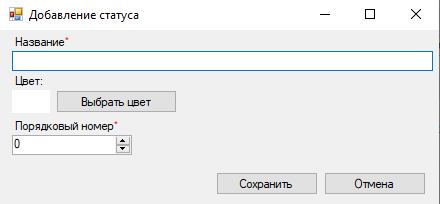 Добавление статуса
Название*
Цвет:
Выбрать цвет
Порядковый номер*
0
Сохранить Отмена